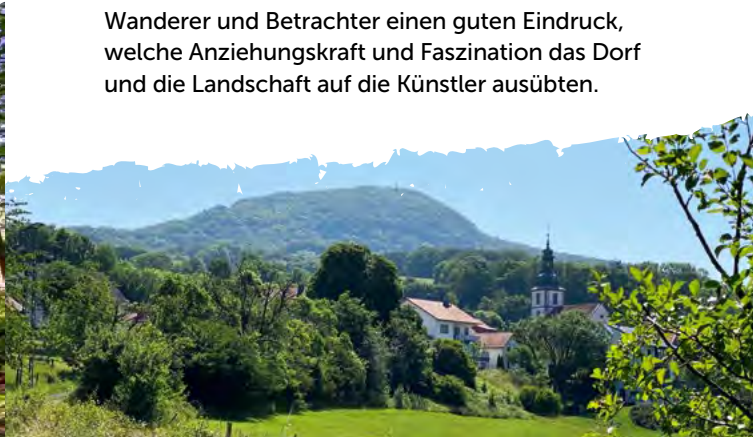 Wanderer und Betrachter einen guten Eindruck,
welche Anziehungskraft und Faszination das Dorf
und die Landschaft auf die Künstler ausübten.